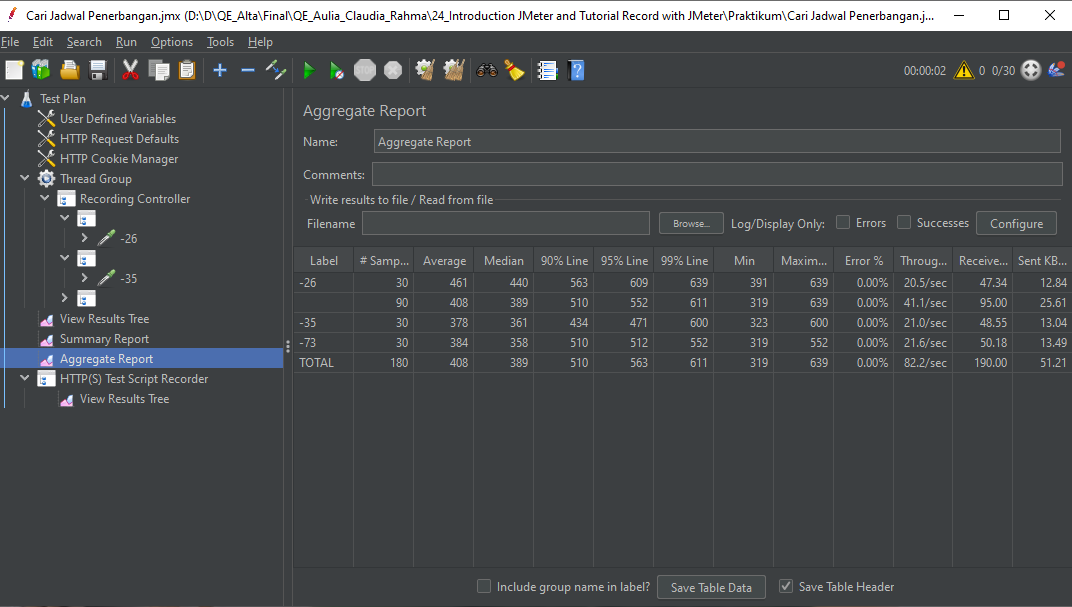 Cari Jadwal Penerbangan.jmx (D:\D\QE_Alta\Final\QE_Aulia_Claudia_Rahma\24_Introduction JMeter and Tutorial Record with JMeter\Praktikum\Cari Jadwal Penerbangan.j...
File Edit Search Run Options Tools Help
STOP 00:00:02 0 0/30
Test Plan
User Defined Variables
HTTP Request Defaults
HTTP Cookie Manager
Thread Group
Recording Controller
-26
-35
View Results Tree
Summary Report
Aggregate Report
HTTP(S) Test Script Recorder
View Results Tree
Aggregate Report
Name: Aggregate Report
Comments:
Write results to file / Read from file
Filename Browse... Log/Display Only: Errors Successes Configure
Label # Samp... Average Median 90% Line 95% Line 99% Line Min Maxim... Error % Throug... Receive... Sent KB...
-26 30 461 440 563 609 639 391 639 0.00% 20.5/sec 47.34 12.84
90 408 389 510 552 611 319 639 0.00% 41.1/sec 95.00 25.61
-35 30 378 361 434 471 600 323 600 0.00% 21.0/sec 48.55 13.04
-73 30 384 358 510 512 552 319 552 0.00% 21.6/sec 50.18 13.49
TOTAL 180 408 389 510 563 611 319 639 0.00% 82.2/sec 190.00 51.21
Include group name in label? Save Table Data Save Table Header